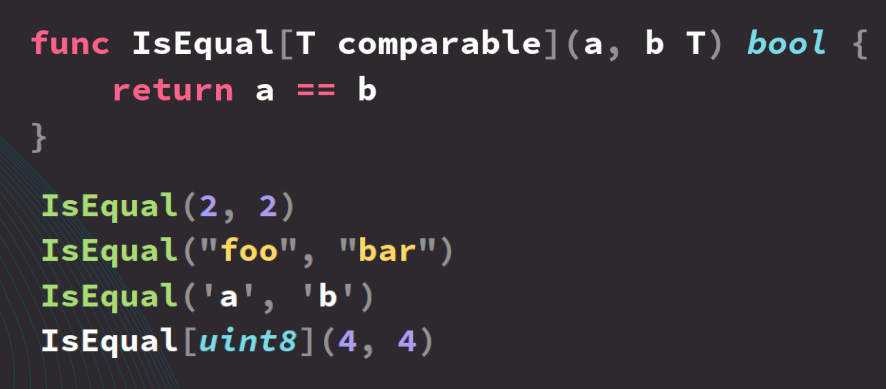 func IsEqual[T comparable](a, b T) bool {
    return a == b
}
IsEqual(2, 2)
IsEqual("foo", "bar")
IsEqual('a', 'b')
IsEqual[uint8](4, 4)